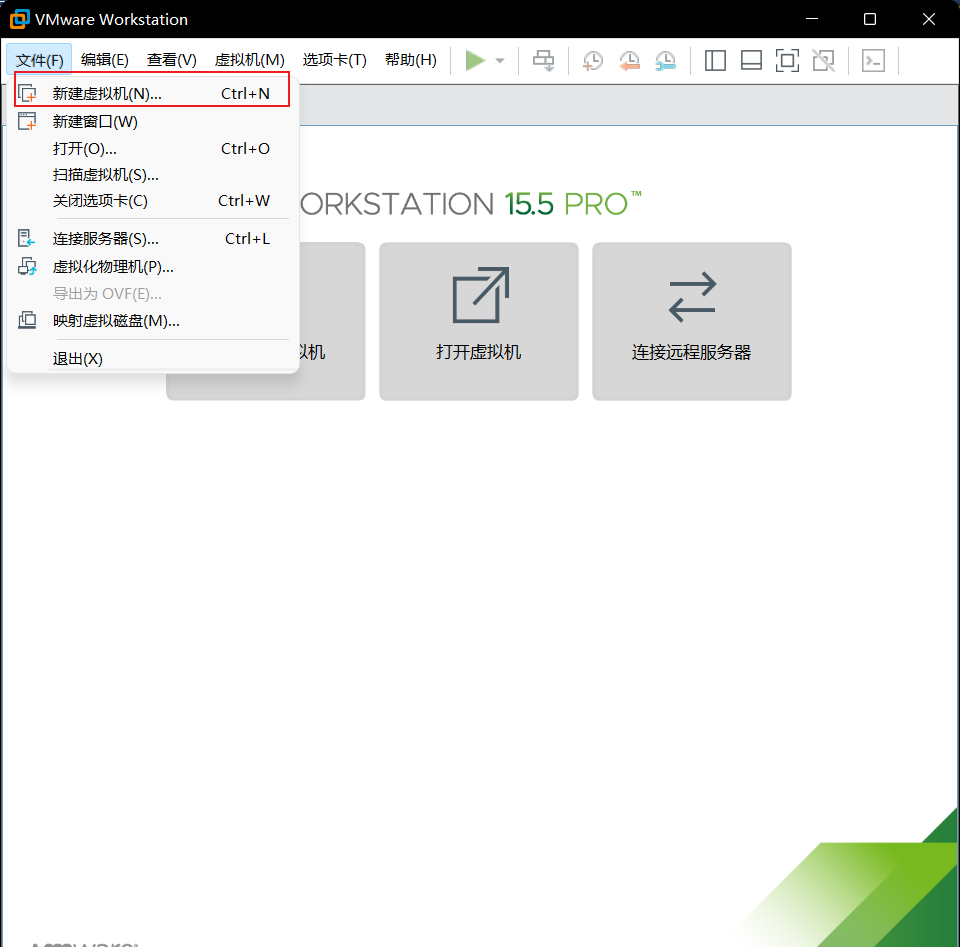 VMware Workstation
文件(F) 编辑(E) 查看(V) 虚拟机(M) 选项卡(T) 帮助(H)
新建虚拟机(N)... Ctrl+N
新建窗口(W)
打开(O)... Ctrl+O
扫描虚拟机(S)...
关闭选项卡(C) Ctrl+W
连接服务器(S)... Ctrl+L
虚拟化物理机(P)...
导出为 OVF(E)...
映射虚拟磁盘(M)...
退出(X)
ORKSTATION 15.5 PRO™
拟机
打开虚拟机
连接远程服务器